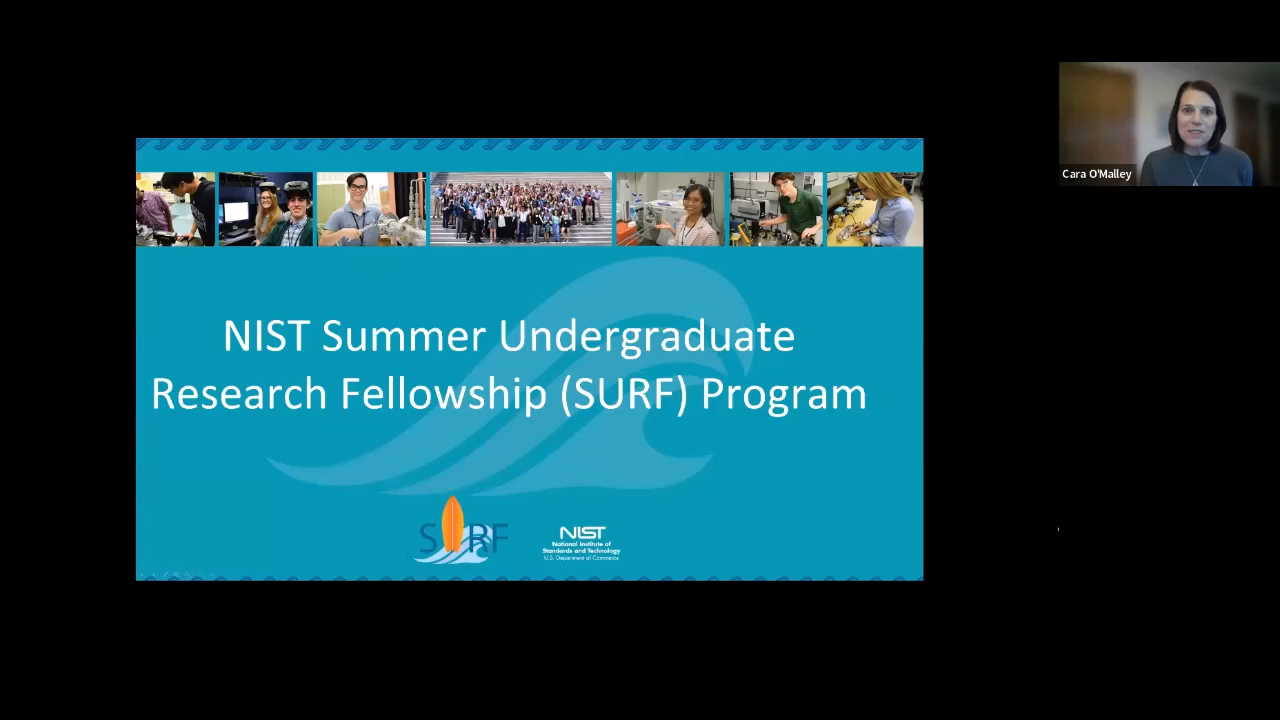 Cara O'Malley
NIST Summer Undergraduate
Research Fellowship (SURF) Program
SURF
NIST
National Institute of
Standards and Technology
U.S. Department of Commerce